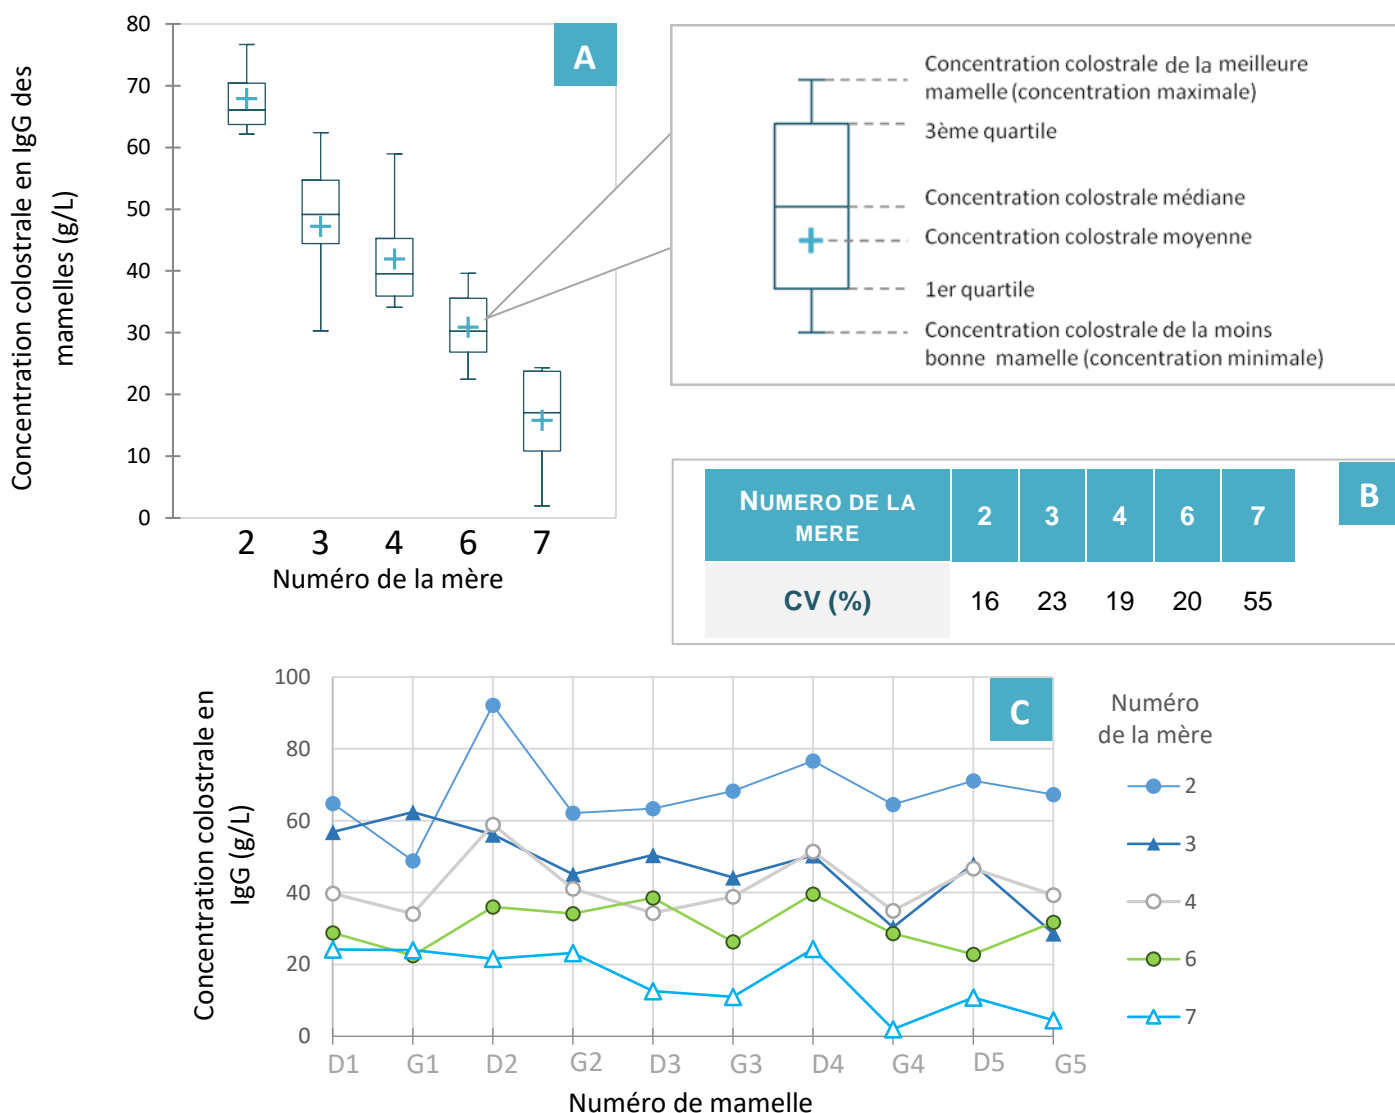 A
Concentration colostrale en IgG des
mamelles (g/L)
80
70
60
50
40
30
20
10
0
2
3
4
6
7
Numéro de la mère
Concentration colostrale de la meilleure
mamelle (concentration maximale)
3ème quartile
Concentration colostrale médiane
Concentration colostrale moyenne
1er quartile
Concentration colostrale de la moins
bonne mamelle (concentration minimale)
B
NUMERO DE LA
MERE
2 3 4 6 7
CV (%) 16 23 19 20 55
C
Concentration colostrale en
IgG (g/L)
100
80
60
40
20
0
D1 G1 D2 G2 D3 G3 D4 G4 D5 G5
Numéro de mamelle
Numéro
de la mère
2
3
4
6
7